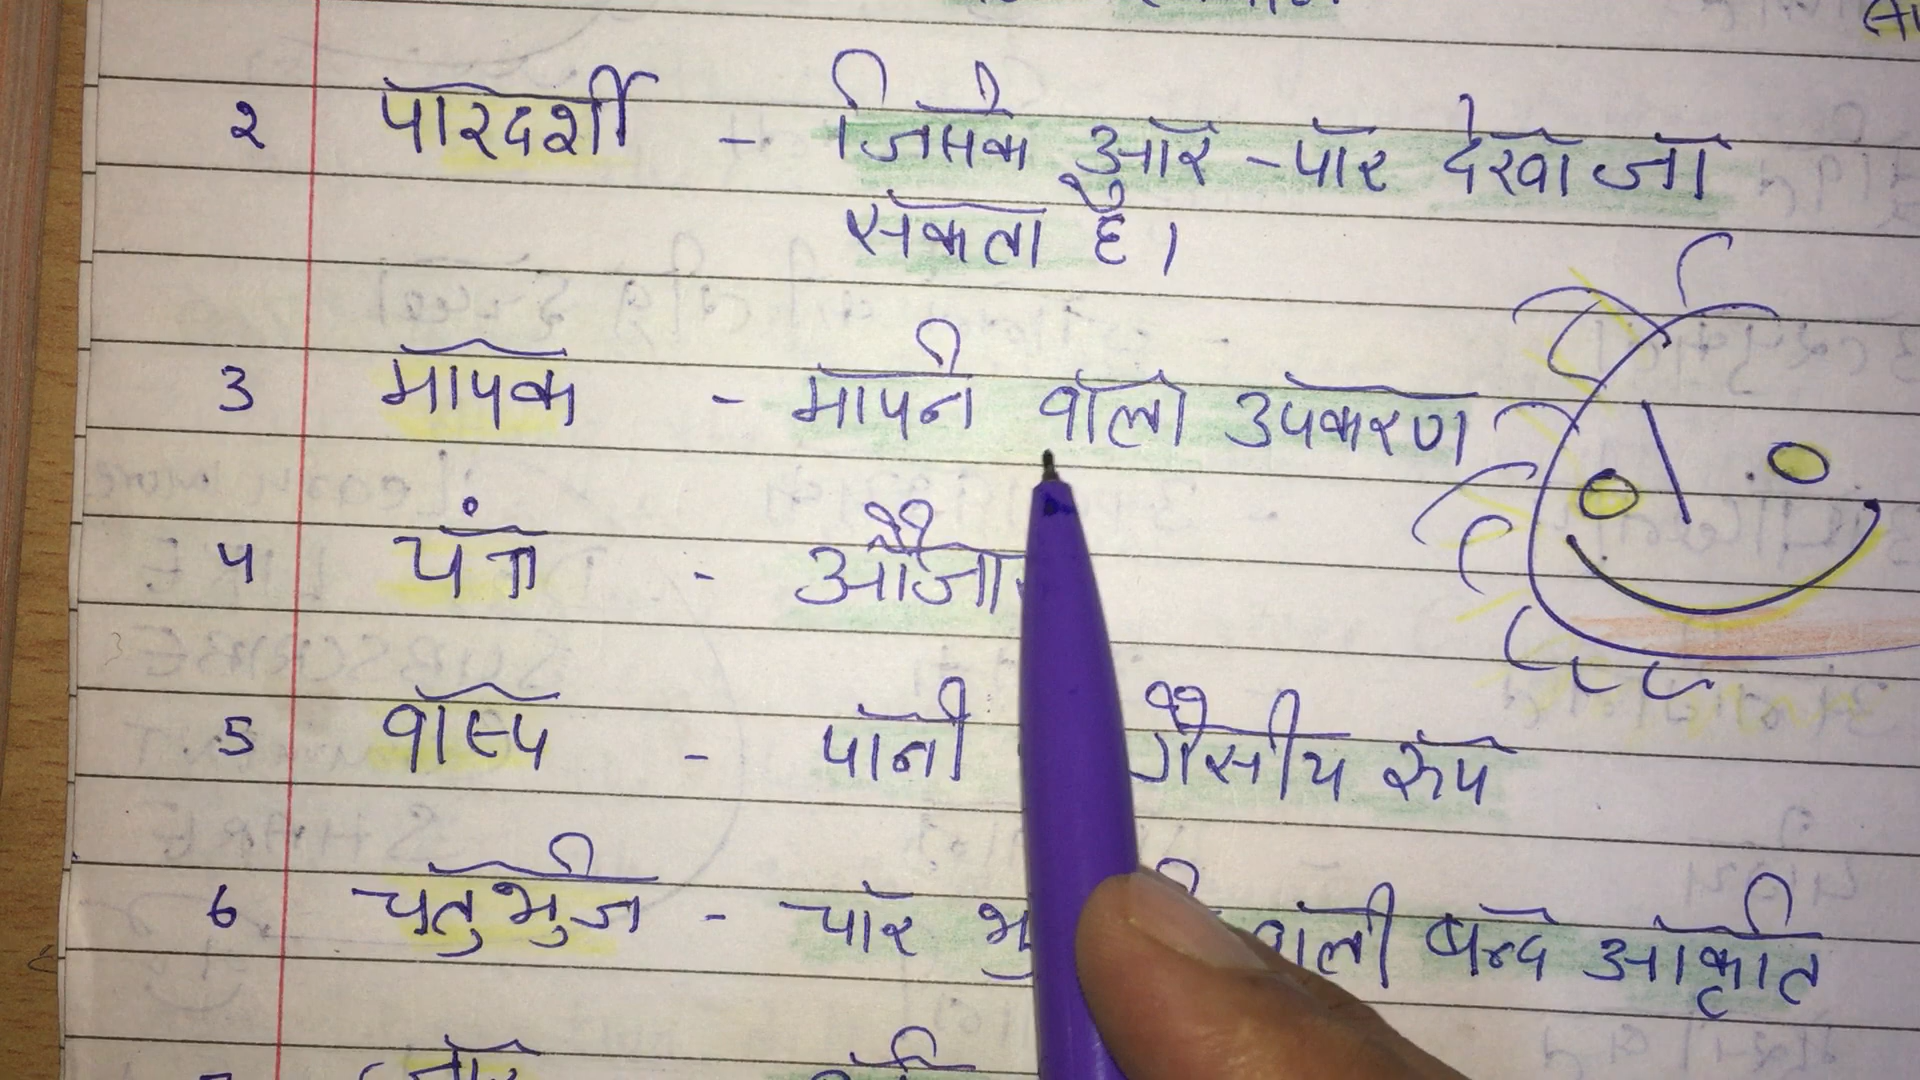 २ पारदर्शी - जिसके आर-पार देखा जा
सकता है।
3 मापक - मापने वाला उपकरण
4 यंत्र - औजा
5 वाष्प - पानी गैसीय रूप
6 चतुर्भुज - चार भु वाली बन्द आकृति